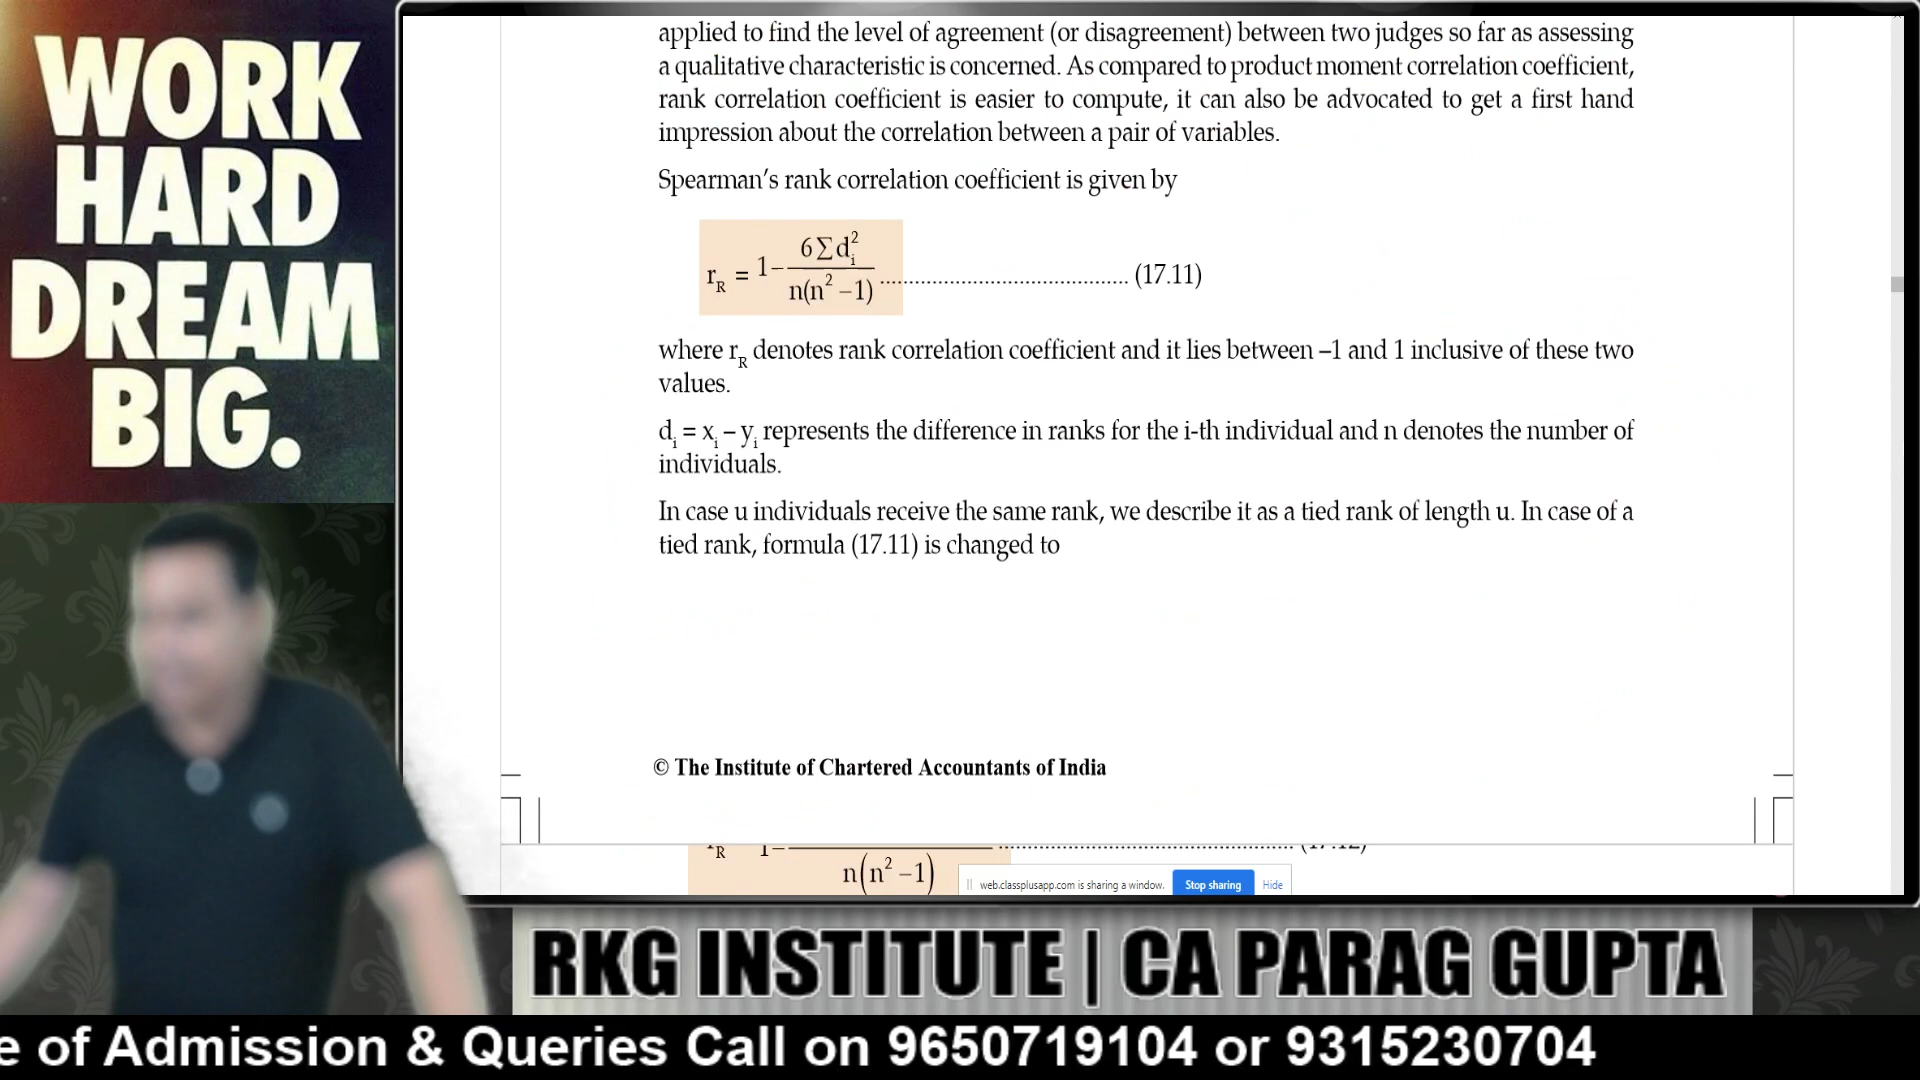 WORK
HARD
DREAM
BIG.
applied to find the level of agreement (or disagreement) between two judges so far as assessing
a qualitative characteristic is concerned. As compared to product moment correlation coefficient,
rank correlation coefficient is easier to compute, it can also be advocated to get a first hand
impression about the correlation between a pair of variables.
Spearman's rank correlation coefficient is given by
r_R = 1 − 6∑d_i² / n(n² − 1) ........................................ (17.11)
where r_R denotes rank correlation coefficient and it lies between –1 and 1 inclusive of these two
values.
d_i = x_i – y_i represents the difference in ranks for the i-th individual and n denotes the number of
individuals.
In case u individuals receive the same rank, we describe it as a tied rank of length u. In case of a
tied rank, formula (17.11) is changed to
© The Institute of Chartered Accountants of India
n(n² − 1)
web.classplusapp.com is sharing a window. Stop sharing Hide
RKG INSTITUTE | CA PARAG GUPTA
e of Admission & Queries Call on 9650719104 or 9315230704